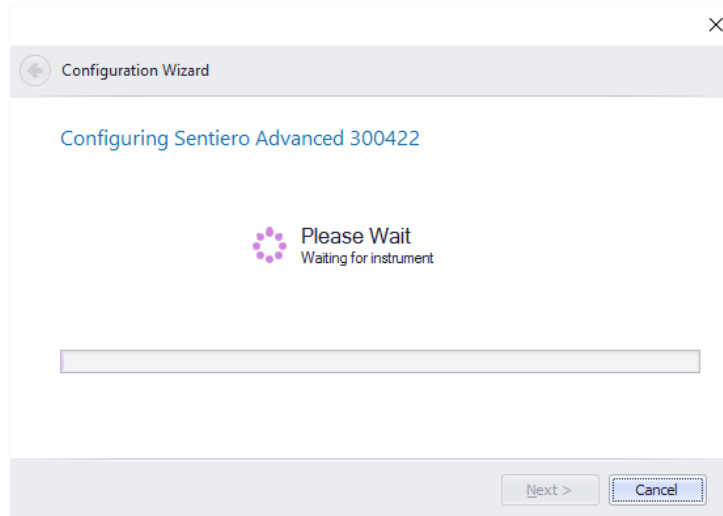 Configuration Wizard
Configuring Sentiero Advanced 300422
Please Wait
Waiting for instrument
Next >
Cancel